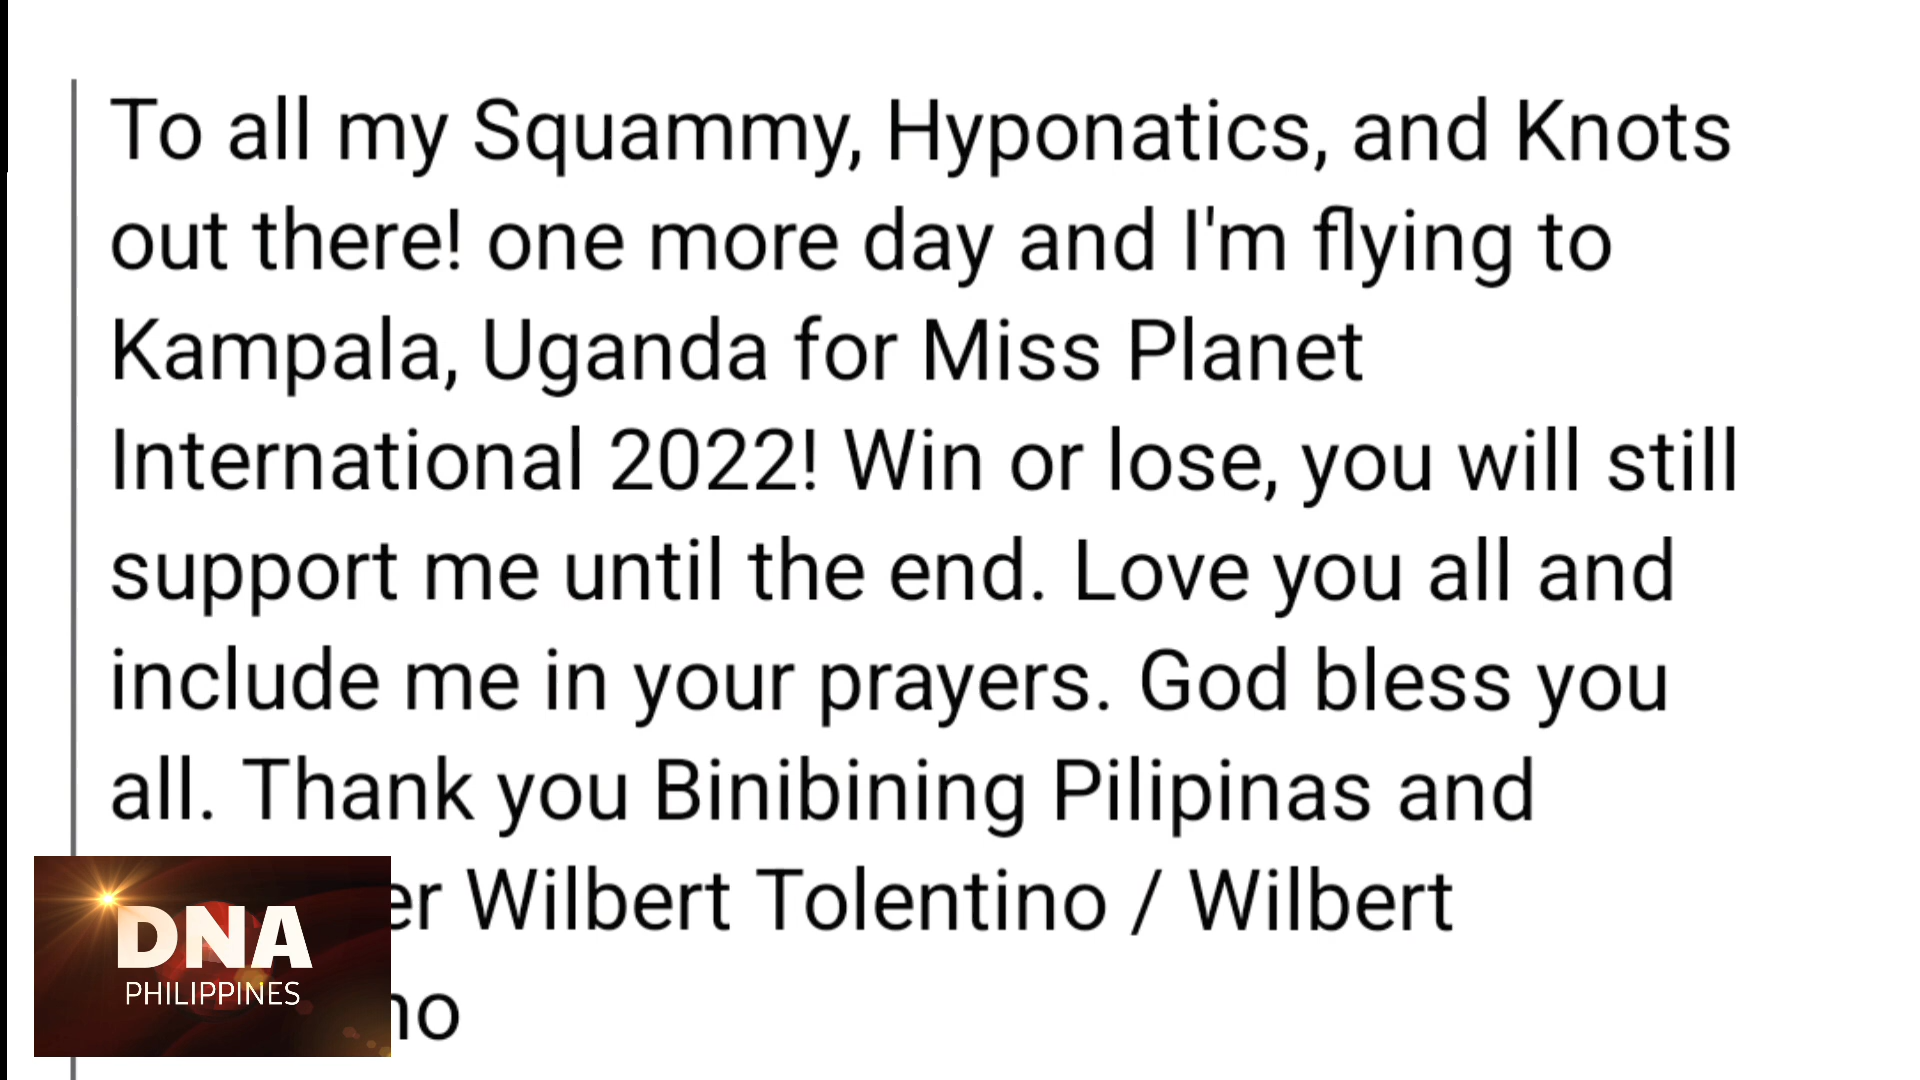 To all my Squammy, Hyponatics, and Knots
out there! one more day and I'm flying to
Kampala, Uganda for Miss Planet
International 2022! Win or lose, you will still
support me until the end. Love you all and
include me in your prayers. God bless you
all. Thank you Binibining Pilipinas and
er Wilbert Tolentino / Wilbert
no
DNA
PHILIPPINES